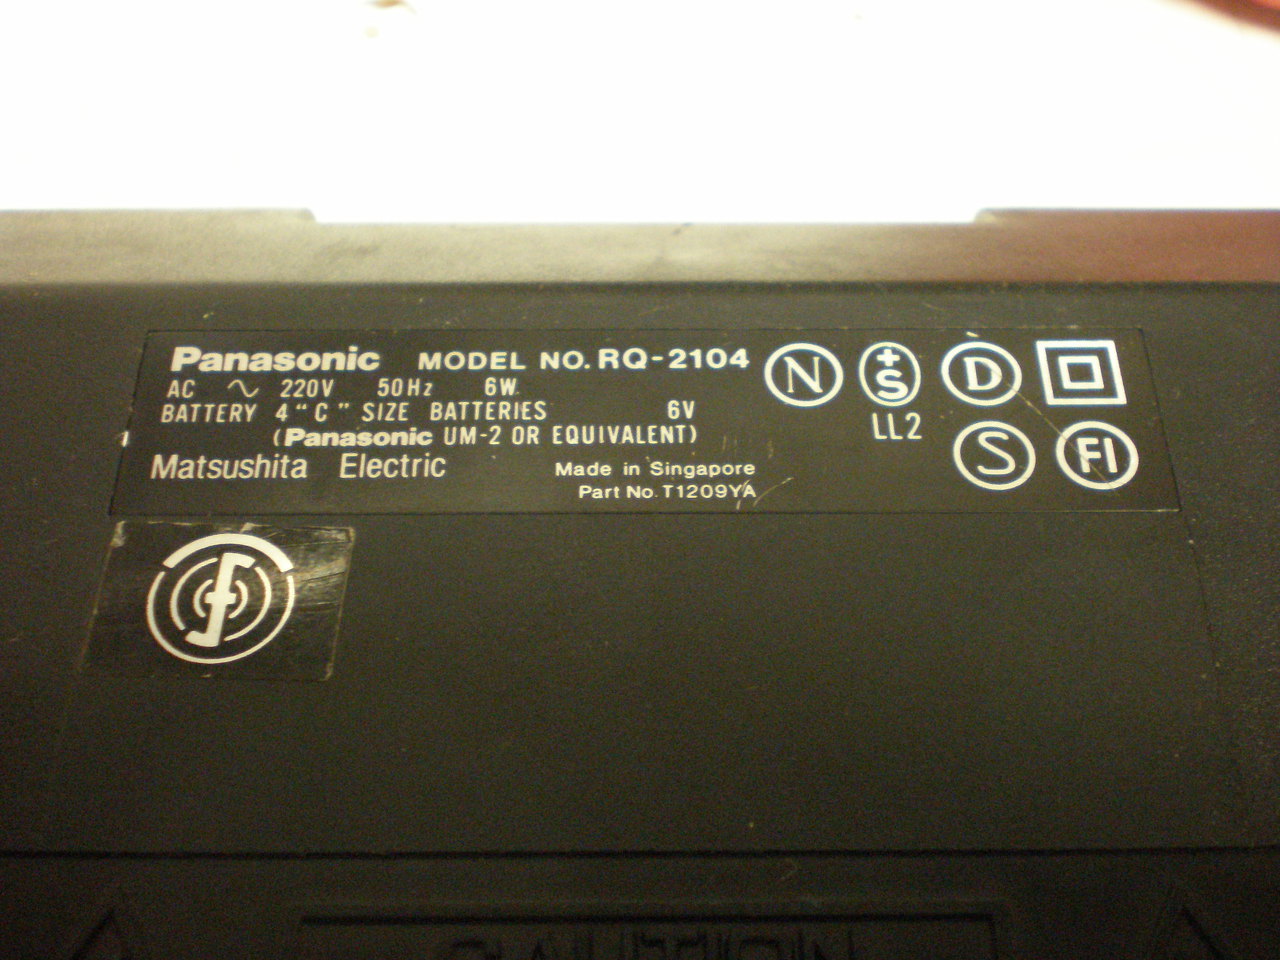 Panasonic MODEL NO. RQ-2104
AC ∿ 220V 50Hz 6W
BATTERY 4 "C" SIZE BATTERIES 6V
(Panasonic UM-2 OR EQUIVALENT)
Matsushita Electric
Made in Singapore
Part No. T1209YA
N +S D
LL2
S FI
CAUTION